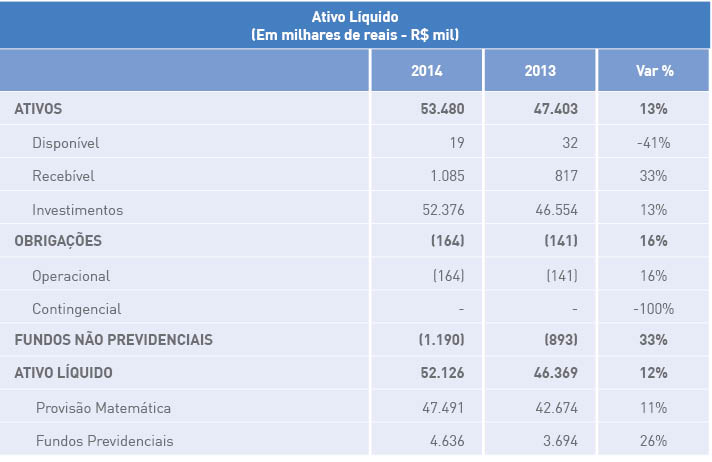 Ativo Líquido
(Em milhares de reais - R$ mil)
2014 2013 Var %
ATIVOS 53.480 47.403 13%
Disponível 19 32 -41%
Recebível 1.085 817 33%
Investimentos 52.376 46.554 13%
OBRIGAÇÕES (164) (141) 16%
Operacional (164) (141) 16%
Contingencial - - -100%
FUNDOS NÃO PREVIDENCIAIS (1.190) (893) 33%
ATIVO LÍQUIDO 52.126 46.369 12%
Provisão Matemática 47.491 42.674 11%
Fundos Previdenciais 4.636 3.694 26%